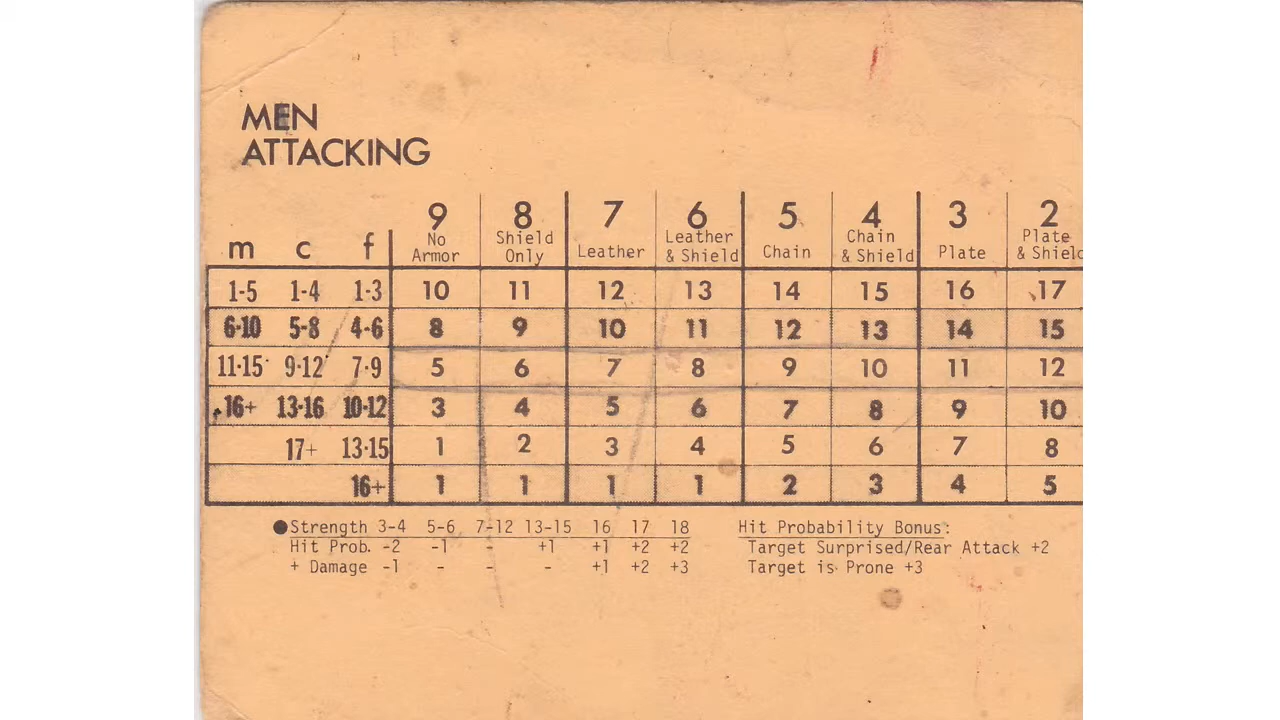 MEN
ATTACKING
9 8 7 6 5 4 3 2
m c f No Armor Shield Only Leather Leather & Shield Chain Chain & Shield Plate Plate & Shield
1-5 1-4 1-3 10 11 12 13 14 15 16 17
6-10 5-8 4-6 8 9 10 11 12 13 14 15
11-15 9-12 7-9 5 6 7 8 9 10 11 12
16+ 13-16 10-12 3 4 5 6 7 8 9 10
17+ 13-15 1 2 3 4 5 6 7 8
16+ 1 1 1 1 2 3 4 5
●Strength 3-4 5-6 7-12 13-15 16 17 18 Hit Probability Bonus:
Hit Prob. -2 -1 - +1 +1 +2 +2 Target Surprised/Rear Attack +2
+ Damage -1 - - - +1 +2 +3 Target is Prone +3